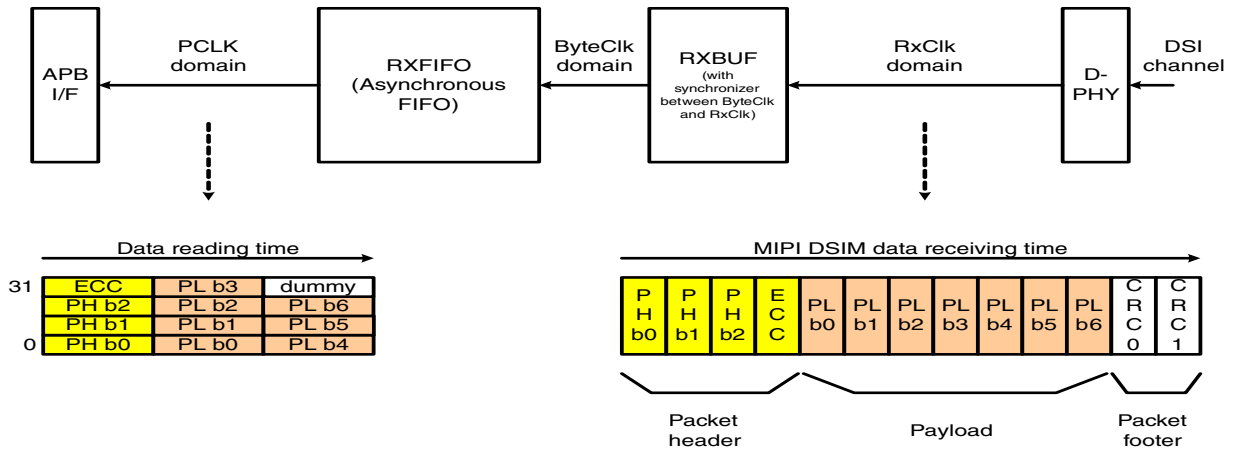 APB
I/F
PCLK
domain
RXFIFO
(Asynchronous
FIFO)
ByteClk
domain
RXBUF
(with
synchronizer
between ByteClk
and RxClk)
RxClk
domain
D-
PHY
DSI
channel
Data reading time
31 ECC PL b3 dummy
PH b2 PL b2 PL b6
PH b1 PL b1 PL b5
0 PH b0 PL b0 PL b4
MIPI DSIM data receiving time
P
H
b0
P
H
b1
P
H
b2
E
C
C
PL
b0
PL
b1
PL
b2
PL
b3
PL
b4
PL
b5
PL
b6
C
R
C
0
C
R
C
1
Packet
header
Payload
Packet
footer